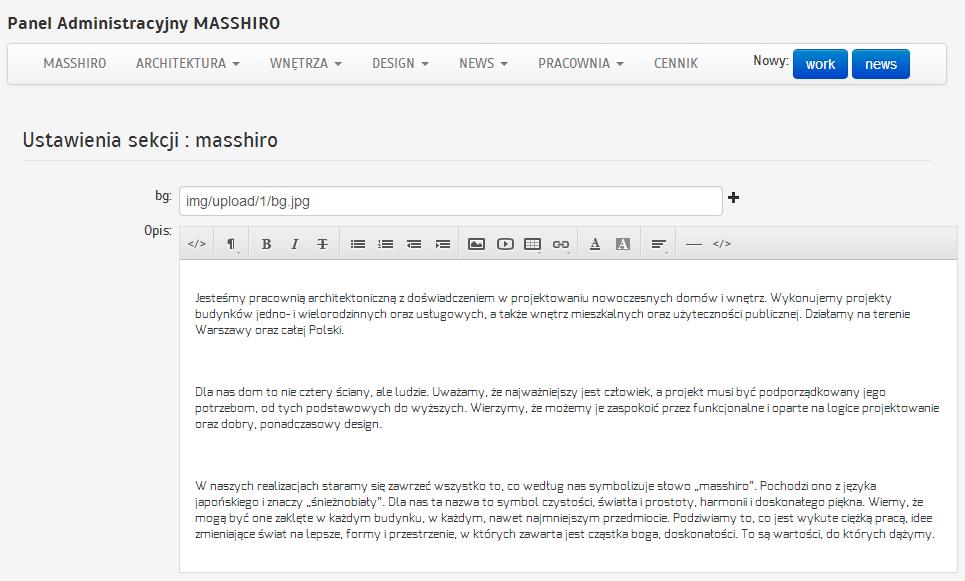 Panel Administracyjny MASSHIRO
MASSHIRO ARCHITEKTURA WNĘTRZA DESIGN NEWS PRACOWNIA CENNIK Nowy: work news
Ustawienia sekcji : masshiro
bg: img/upload/1/bg.jpg
Opis:
</> ¶ B I T A A </>
Jesteśmy pracownią architektoniczną z doświadczeniem w projektowaniu nowoczesnych domów i wnętrz. Wykonujemy projekty
budynków jedno- i wielorodzinnych oraz usługowych, a także wnętrz mieszkalnych oraz użyteczności publicznej. Działamy na terenie
Warszawy oraz całej Polski.
Dla nas dom to nie cztery ściany, ale ludzie. Uważamy, że najważniejszy jest człowiek, a projekt musi być podporządkowany jego
potrzebom, od tych podstawowych do wyższych. Wierzymy, że możemy je zaspokoić przez funkcjonalne i oparte na logice projektowanie
oraz dobry, ponadczasowy design.
W naszych realizacjach staramy się zawrzeć wszystko to, co według nas symbolizuje słowo „masshiro”. Pochodzi ono z języka
japońskiego i znaczy „śnieżnobiały”. Dla nas ta nazwa to symbol czystości, światła i prostoty, harmonii i doskonałego piękna. Wiemy, że
mogą być one zaklęte w każdym budynku, w każdym, nawet najmniejszym przedmiocie. Podziwiamy to, co jest wykute ciężką pracą, idee
zmieniające świat na lepsze, formy i przestrzenie, w których zawarta jest cząstka boga, doskonałości. To są wartości, do których dążymy.